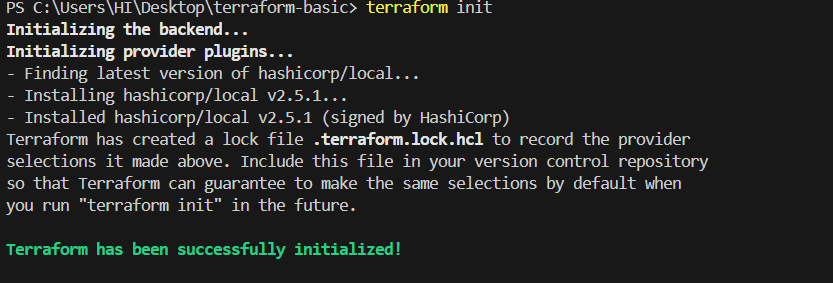 PS C:\Users\HI\Desktop\terraform-basic> terraform init
Initializing the backend...
Initializing provider plugins...
- Finding latest version of hashicorp/local...
- Installing hashicorp/local v2.5.1...
- Installed hashicorp/local v2.5.1 (signed by HashiCorp)
Terraform has created a lock file .terraform.lock.hcl to record the provider
selections it made above. Include this file in your version control repository
so that Terraform can guarantee to make the same selections by default when
you run "terraform init" in the future.
Terraform has been successfully initialized!